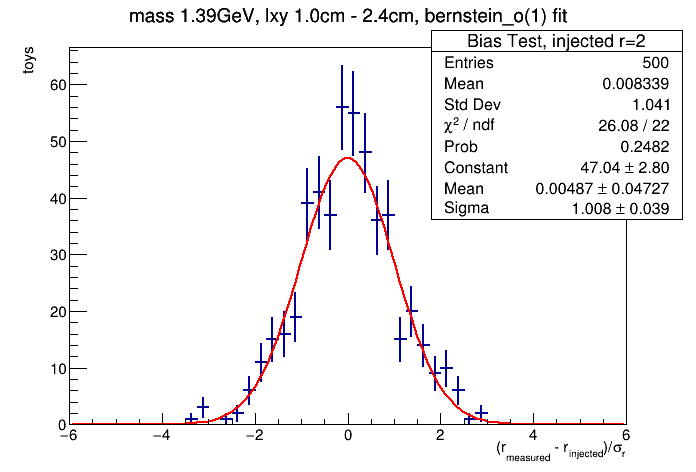 mass 1.39GeV, lxy 1.0cm - 2.4cm, bernstein_o(1) fit
Bias Test, injected r=2
Entries 500
Mean 0.008339
Std Dev 1.041
χ² / ndf 26.08 / 22
Prob 0.2482
Constant 47.04 ± 2.80
Mean 0.00487 ± 0.04727
Sigma 1.008 ± 0.039
toys
60
50
40
30
20
10
0
−6 −4 −2 0 2 4 6
(r_measured - r_injected)/σ_r